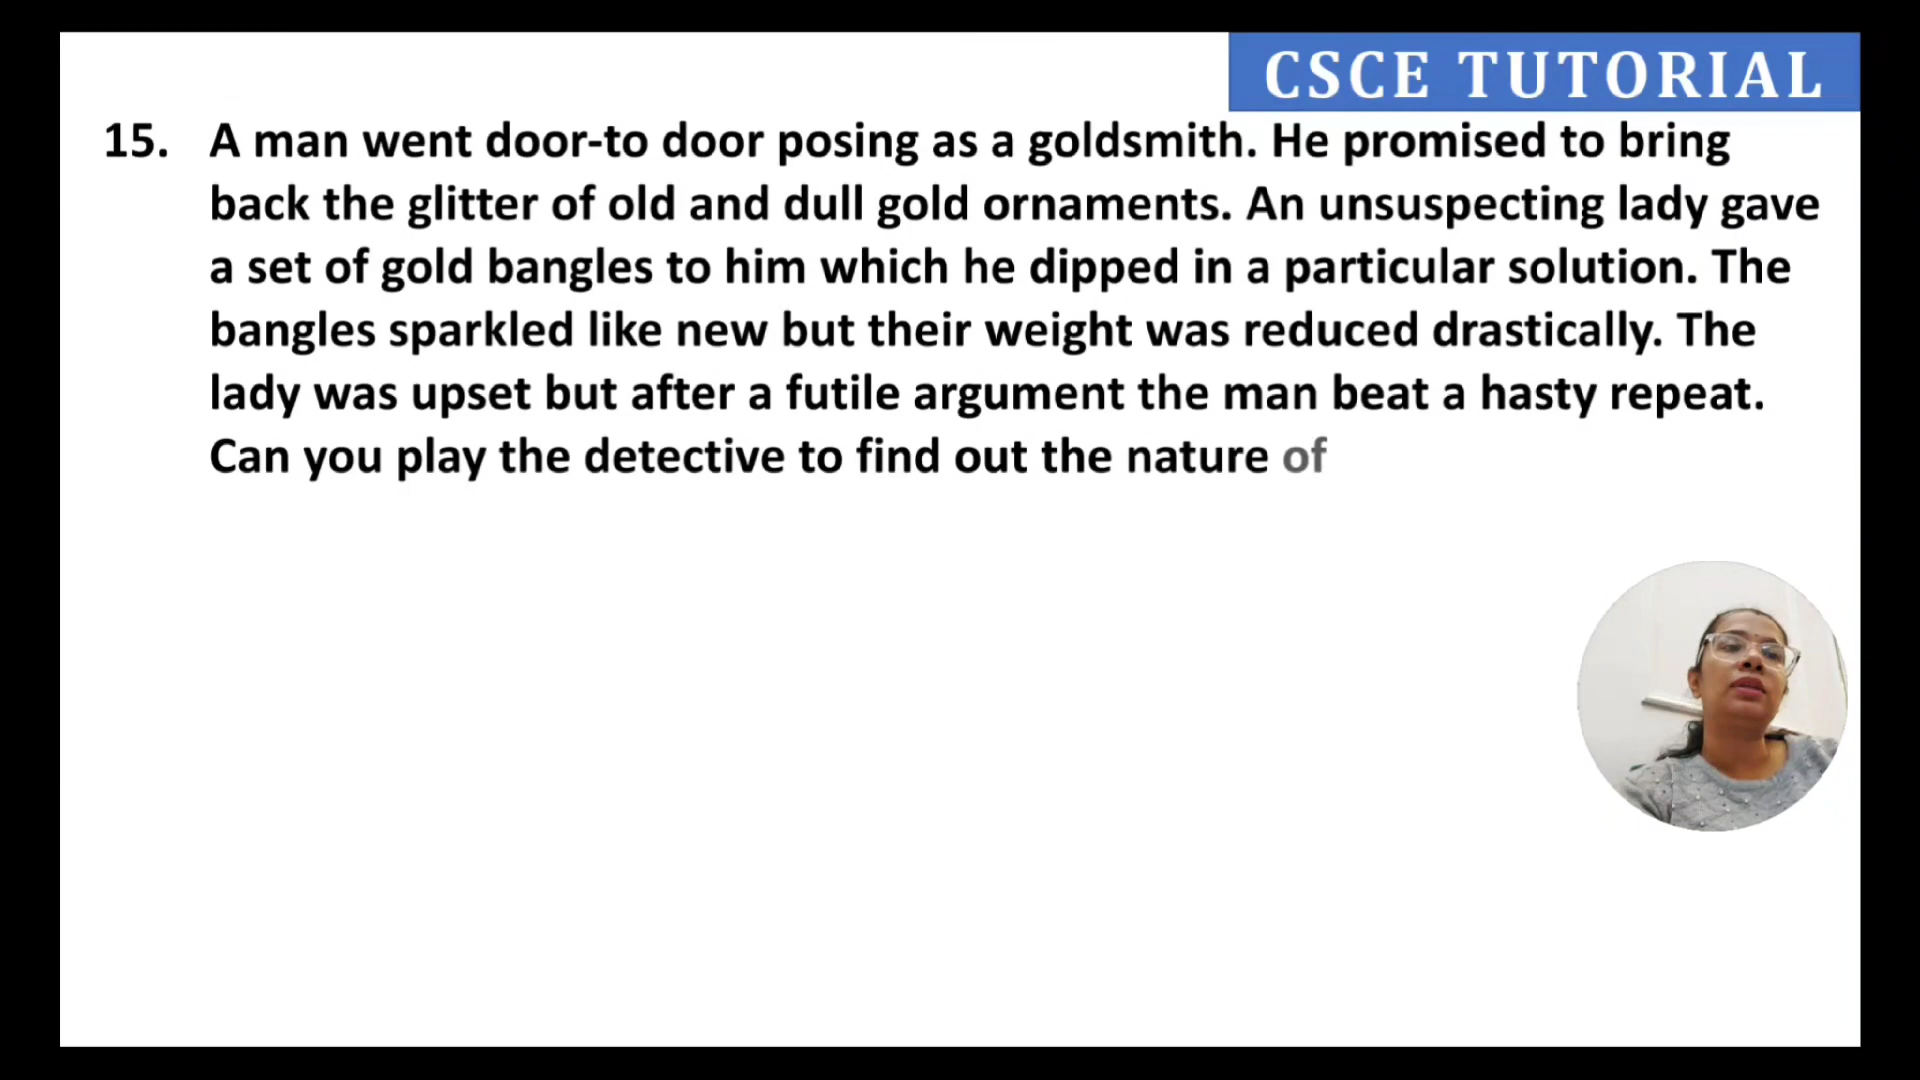 CSCE TUTORIAL
15. A man went door-to door posing as a goldsmith. He promised to bring
back the glitter of old and dull gold ornaments. An unsuspecting lady gave
a set of gold bangles to him which he dipped in a particular solution. The
bangles sparkled like new but their weight was reduced drastically. The
lady was upset but after a futile argument the man beat a hasty repeat.
Can you play the detective to find out the nature of